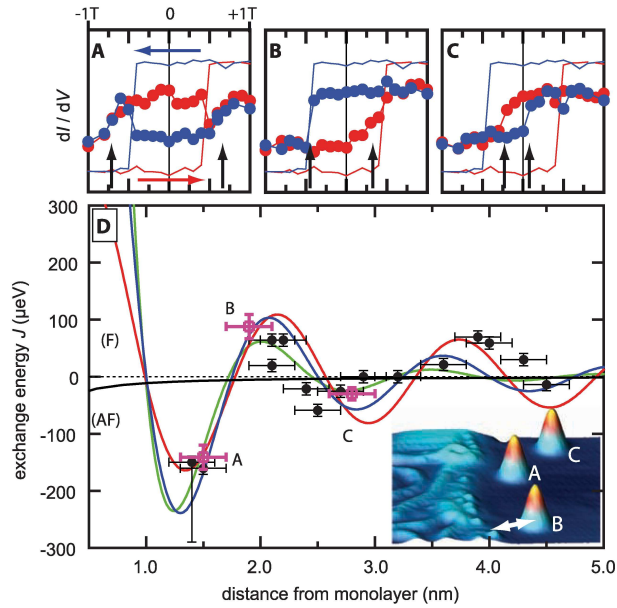 -1T 0 +1T
A B C
dI / dV
D
300
200
100
0
-100
-200
-300
exchange energy J (µeV)
(F)
(AF)
B
A
C
C
A
B
1.0 2.0 3.0 4.0 5.0
distance from monolayer (nm)